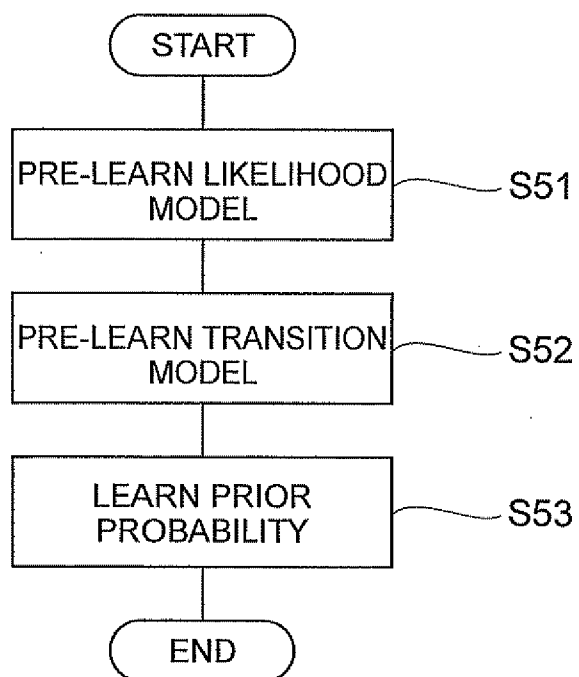 START
PRE-LEARN LIKELIHOOD
MODEL
S51
PRE-LEARN TRANSITION
MODEL
S52
LEARN PRIOR
PROBABILITY
S53
END